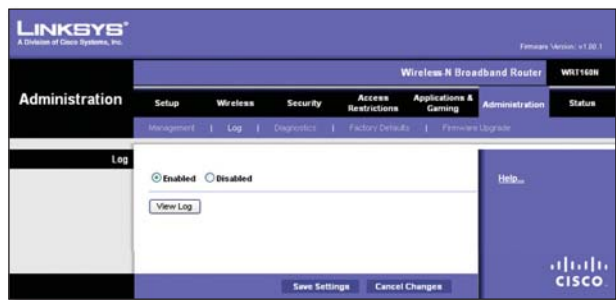 LINKSYS®
A Division of Cisco Systems, Inc.
Firmware Version: v1.00.1
Wireless-N Broadband Router WRT160N
Administration
Setup Wireless Security Access Restrictions Applications & Gaming Administration Status
Management | Log | Diagnostics | Factory Defaults | Firmware Upgrade
Log
Enabled Disabled
Help...
View Log
Save Settings Cancel Changes
CISCO